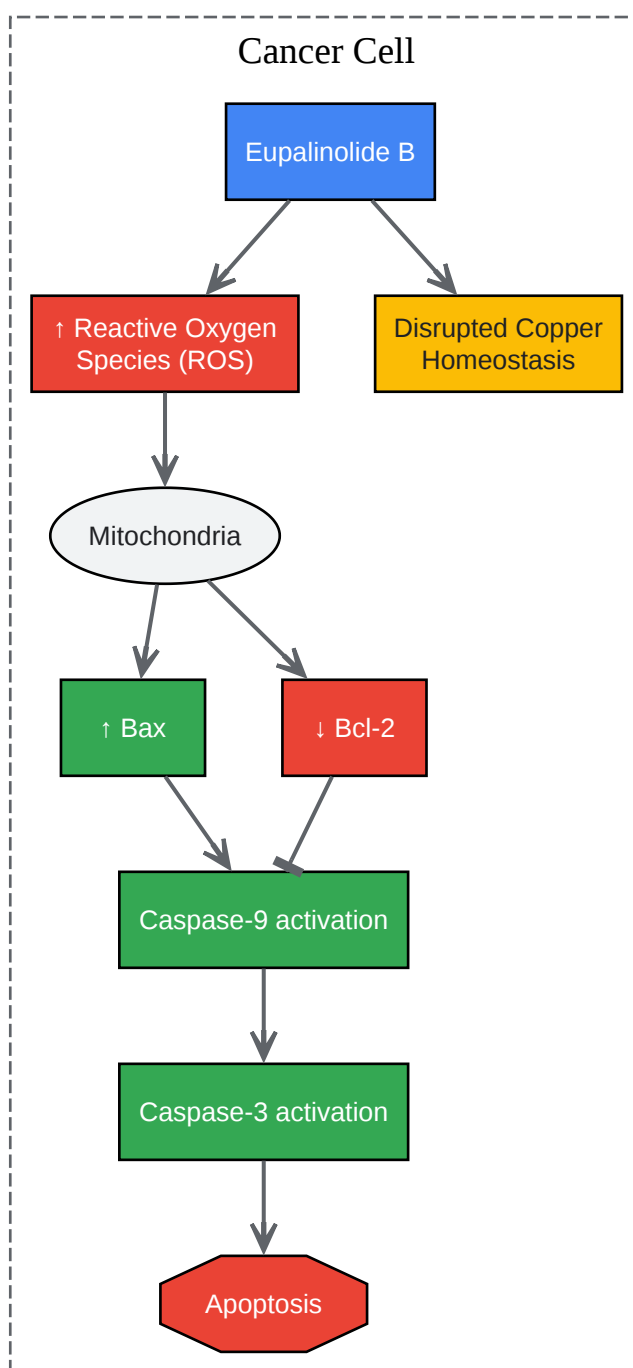 Cancer Cell
Eupalinolide B
↑ Reactive Oxygen
Species (ROS)
Disrupted Copper
Homeostasis
Mitochondria
↑ Bax
↓ Bcl-2
Caspase-9 activation
Caspase-3 activation
Apoptosis